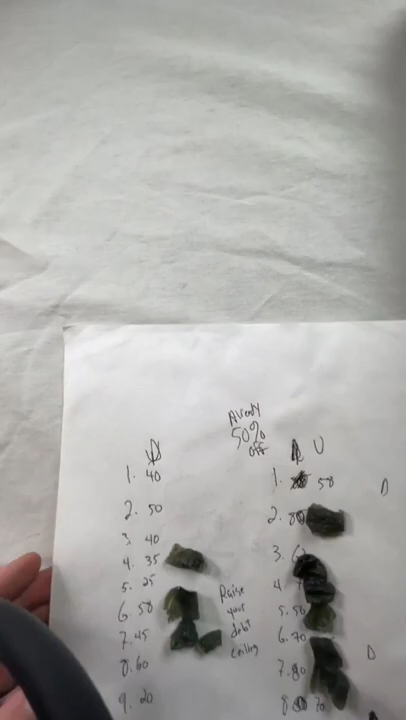 Already
50%
off
1. 40
2. 50
3. 40
4. 35
5. 25
6. 50
7. 45
8. 60
9. 20
Raise
your
debt
ceiling
U
1. 50
2. 80
3. 6
4
5. 50
6. 70
7. 80
8. 70
D
D